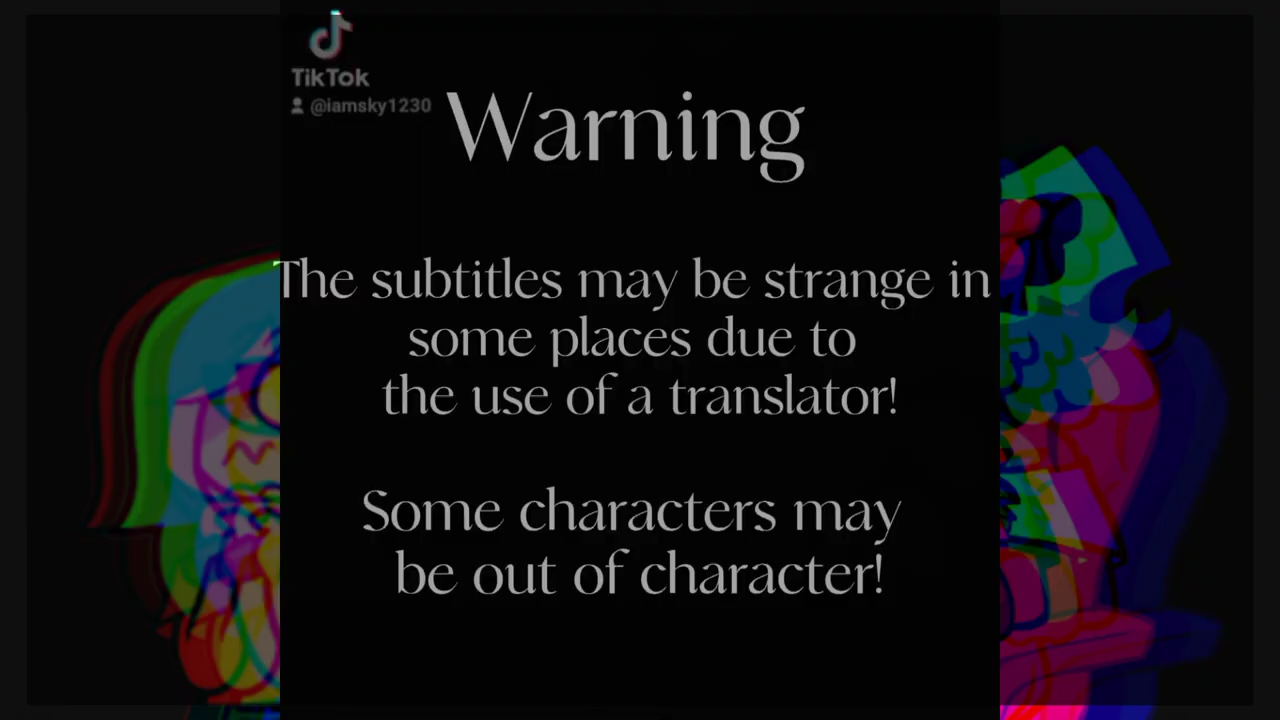 TikTok
@iamsky1230
Warning
The subtitles may be strange in
some places due to
the use of a translator!
Some characters may
be out of character!